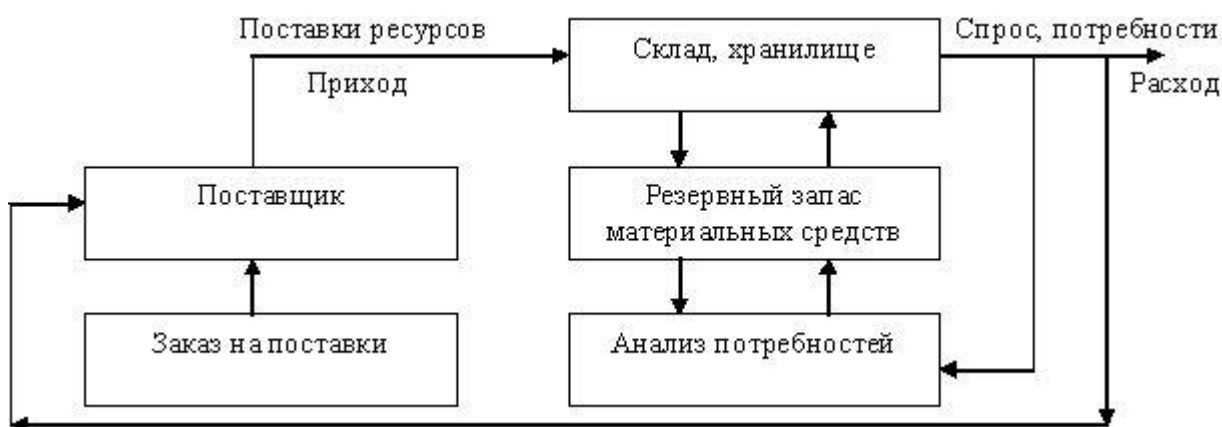 Поставки ресурсов
Приход
Склад, хранилище
Спрос, потребности
Расход
Поставщик
Резервный запас
материальных средств
Заказ на поставки
Анализ потребностей